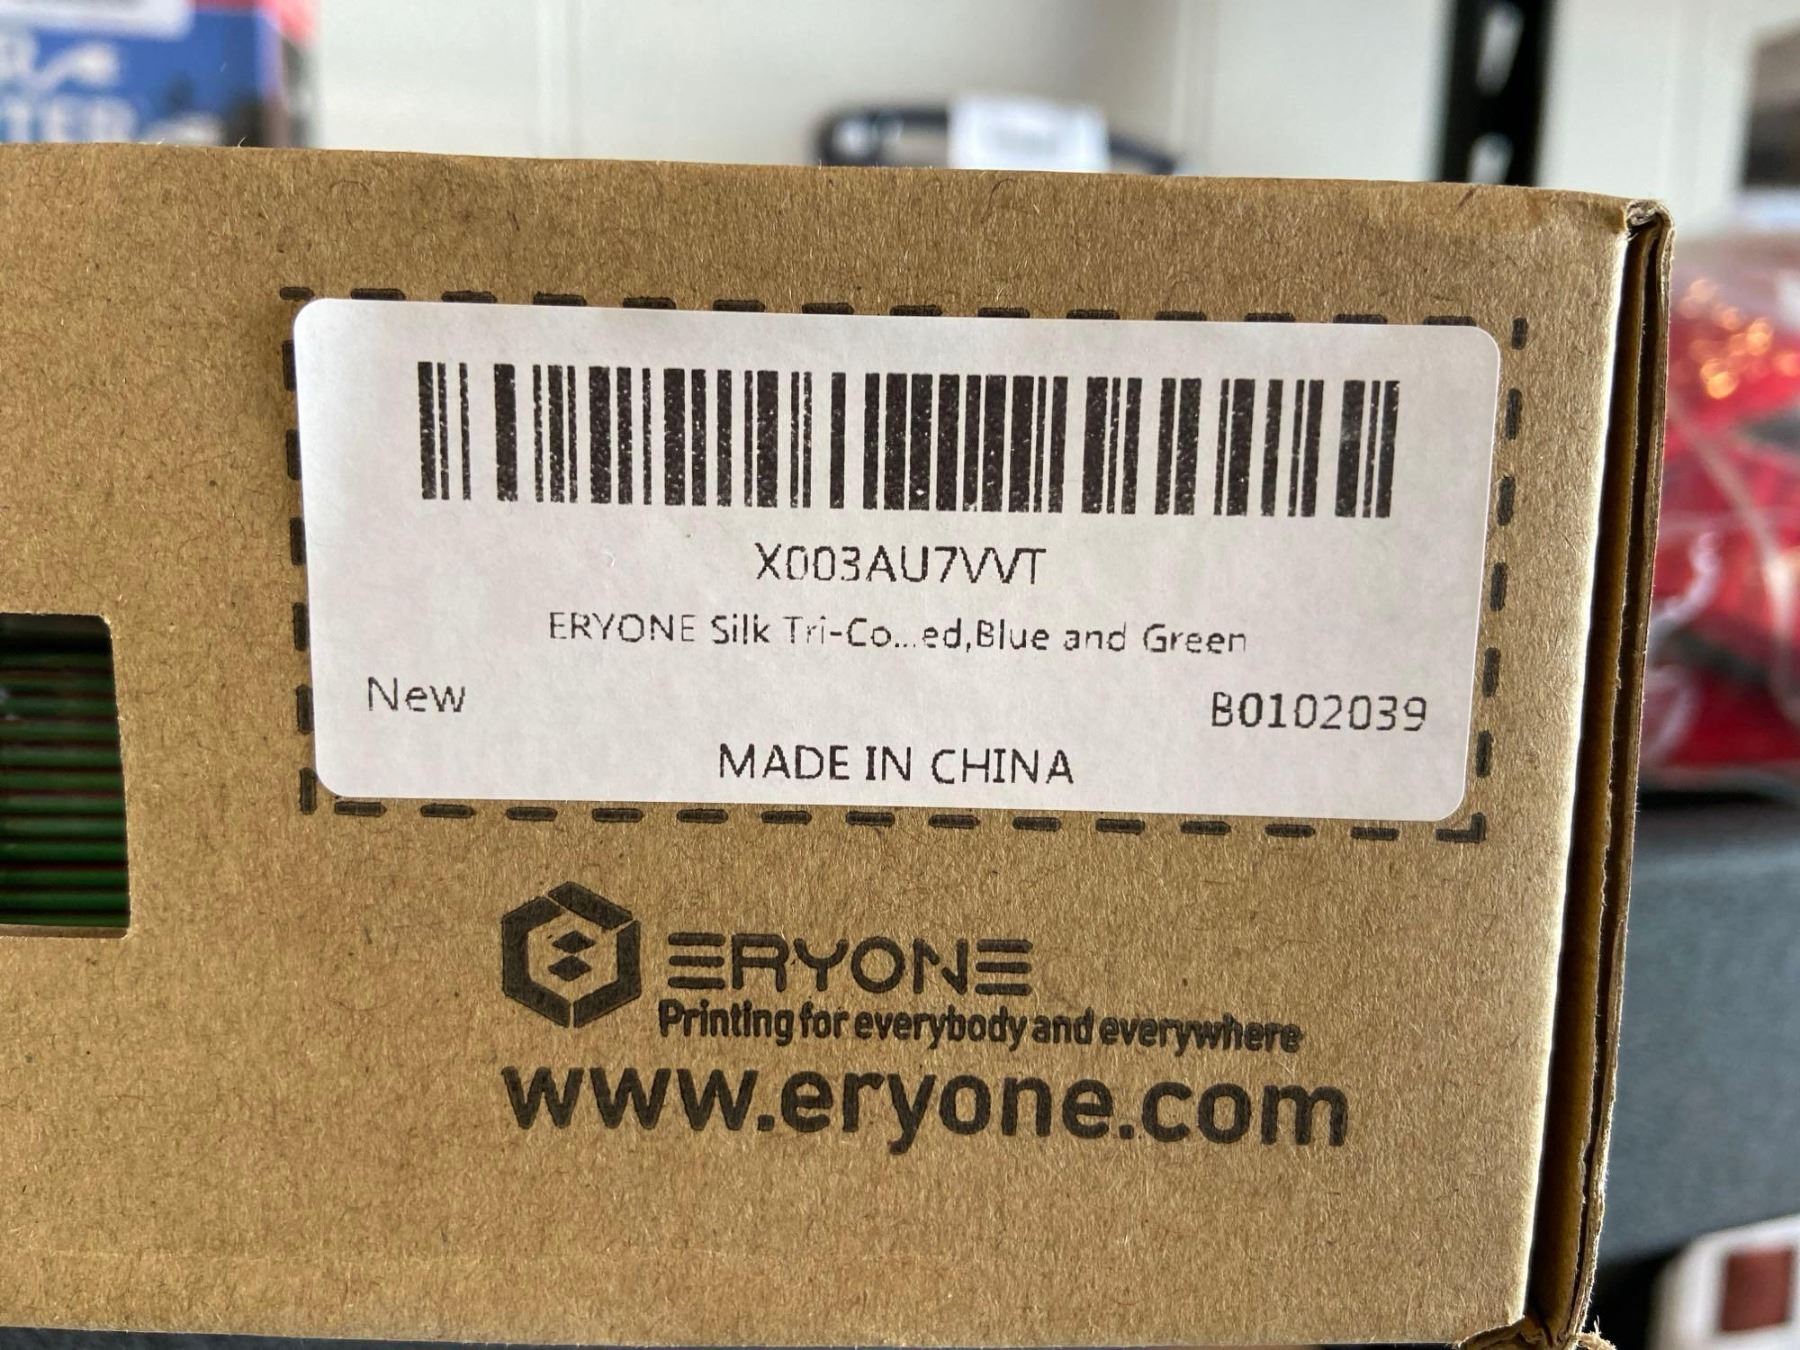 X003AU7VVT
ERYONE Silk Tri-Co...ed,Blue and Green
New
B0102039
MADE IN CHINA
ERYONE
Printing for everybody and everywhere
www.eryone.com